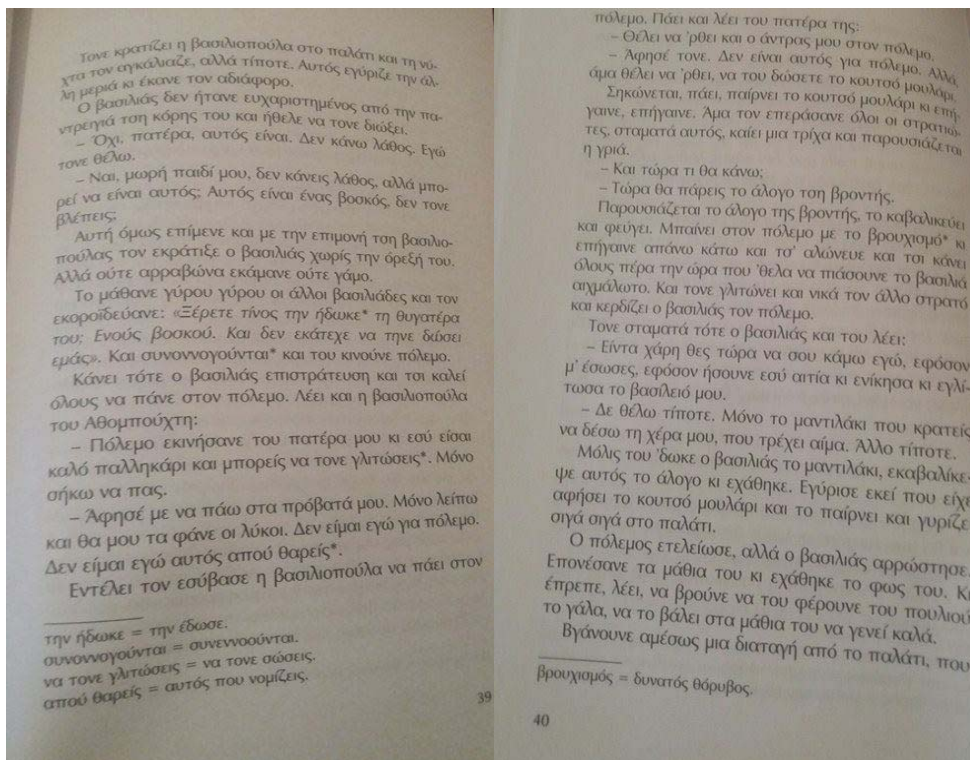 Τονε κρατίζει η βασιλιοπούλα στο παλάτι και τη νύ-
χτα τον αγκάλιαζε, αλλά τίποτε. Αυτός εγύριζε την άλ-
λη μεριά κι έκανε τον αδιάφορο.
Ο βασιλιάς δεν ήτανε ευχαριστημένος από την πα-
ντρεγιά τση κόρης του και ήθελε να τονε διώξει.
– Όχι, πατέρα, αυτός είναι. Δεν κάνω λάθος. Εγώ
τονε θέλω.
– Ναι, μωρή παιδί μου, δεν κάνεις λάθος, αλλά μπο-
ρεί να είναι αυτός; Αυτός είναι ένας βοσκός, δεν τονε
βλέπεις;
Αυτή όμως επίμενε και με την επιμονή τση βασιλιο-
πούλας τον εκράτιξε ο βασιλιάς χωρίς την όρεξή του.
Αλλά ούτε αρραβώνα εκάμανε ούτε γάμο.
Το μάθανε γύρου γύρου οι άλλοι βασιλιάδες και τον
εκοροϊδεύανε: «Ξέρετε τίνος την ήδωκε* τη θυγατέρα
του; Ενούς βοσκού. Και δεν εκάτεχε να τηνε δώσει
εμάς». Και συνοννογούνται* και του κινούνε πόλεμο.
Κάνει τότε ο βασιλιάς επιστράτευση και τσι καλεί
όλους να πάνε στον πόλεμο. Λέει και η βασιλιοπούλα
του Αθομπούχτη:
– Πόλεμο εκινήσανε του πατέρα μου κι εσύ είσαι
καλό παλληκάρι και μπορείς να τονε γλιτώσεις*. Μόνο
σήκω να πας.
– Άφησέ με να πάω στα πρόβατά μου. Μόνο λείπω
και θα μου τα φάνε οι λύκοι. Δεν είμαι εγώ για πόλεμο.
Δεν είμαι εγώ αυτός απού θαρείς*.
Εντέλει τον εσύβασε η βασιλιοπούλα να πάει στον
την ήδωκε = την έδωσε.
συνοννογούνται = συνεννοούνται.
να τονε γλιτώσεις = να τονε σώσεις.
απού θαρείς = αυτός που νομίζεις.
39
πόλεμο. Πάει και λέει του πατέρα της:
– Θέλει να 'ρθει και ο άντρας μου στον πόλεμο.
– Άφησέ τονε. Δεν είναι αυτός για πόλεμο. Αλλά,
άμα θέλει να 'ρθει, να του δώσετε το κουτσό μουλάρι.
Σηκώνεται, πάει, παίρνει το κουτσό μουλάρι κι επή-
γαινε, επήγαινε. Άμα τον επεράσανε όλοι οι στρατιώ-
τες, σταματά αυτός, καίει μια τρίχα και παρουσιάζεται
η γριά.
– Και τώρα τι θα κάνω;
– Τώρα θα πάρεις το άλογο τση βροντής.
Παρουσιάζεται το άλογο της βροντής, το καβαλικεύει
και φεύγει. Μπαίνει στον πόλεμο με το βρουχισμό* κι
επήγαινε απάνω κάτω και τσ' αλώνευε και τσι κάνει
όλους πέρα την ώρα που 'θελα να πιάσουνε το βασιλιά
αιχμάλωτο. Και τονε γλιτώνει και νικά τον άλλο στρατό
και κερδίζει ο βασιλιάς τον πόλεμο.
Τονε σταματά τότε ο βασιλιάς και του λέει:
– Είντα χάρη θες τώρα να σου κάμω εγώ, εφόσον
μ' έσωσες, εφόσον ήσουνε εσύ αιτία κι ενίκησα κι εγλί-
τωσα το βασίλειό μου.
– Δε θέλω τίποτε. Μόνο το μαντιλάκι που κρατείς
να δέσω τη χέρα μου, που τρέχει αίμα. Άλλο τίποτε.
Μόλις του 'δωκε ο βασιλιάς το μαντιλάκι, εκαβαλίκε-
ψε αυτός το άλογο κι εχάθηκε. Εγύρισε εκεί που είχε
αφήσει το κουτσό μουλάρι και το παίρνει και γυρίζει
σιγά σιγά στο παλάτι.
Ο πόλεμος ετελείωσε, αλλά ο βασιλιάς αρρώστησε.
Επονέσανε τα μάθια του κι εχάθηκε το φως του. Κι
έπρεπε, λέει, να βρούνε να του φέρουνε του πουλιού
το γάλα, να το βάλει στα μάθια του να γενεί καλά.
Βγάνουνε αμέσως μια διαταγή από το παλάτι, που
βρουχισμός = δυνατός θόρυβος.
40